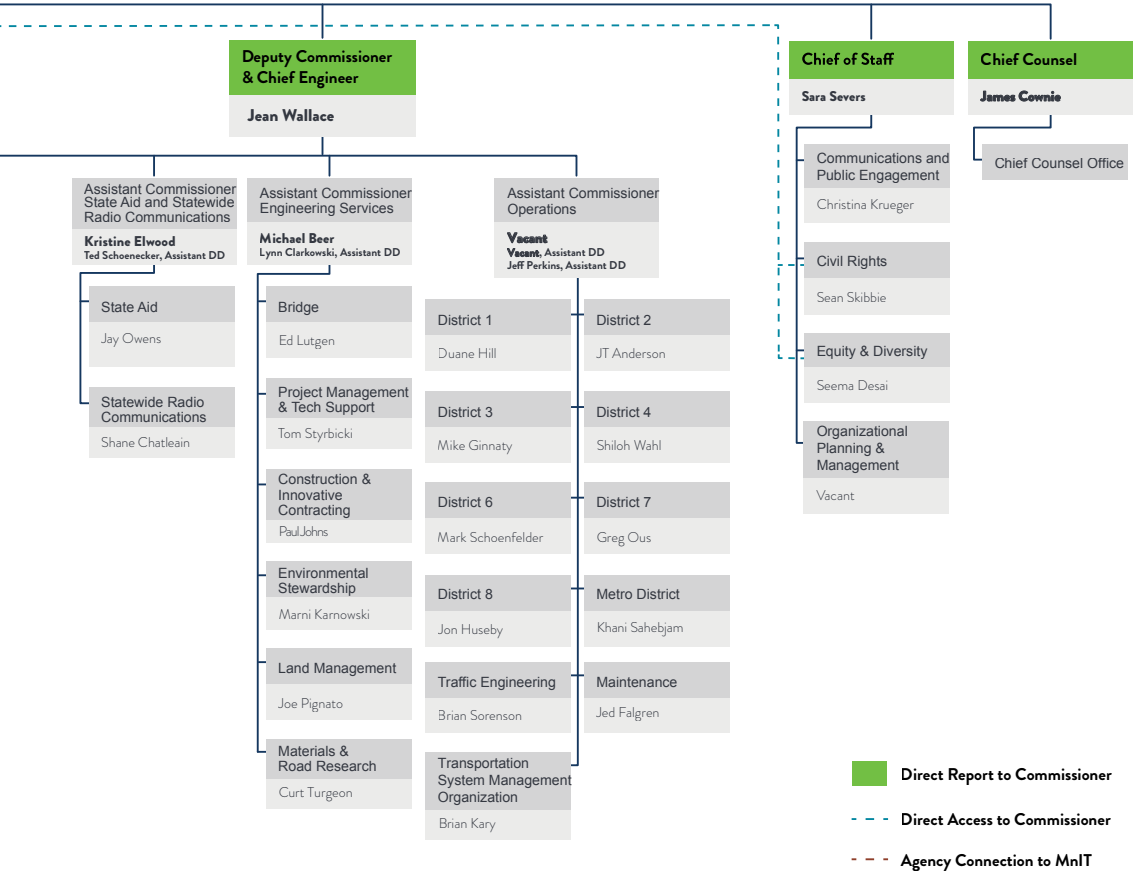 Deputy Commissioner
& Chief Engineer
Jean Wallace
Chief of Staff
Sara Severs
Chief Counsel
James Cownie
Chief Counsel Office
Assistant Commissioner
State Aid and Statewide
Radio Communications
Kristine Elwood
Ted Schoenecker, Assistant DD
State Aid
Jay Owens
Statewide Radio
Communications
Shane Chatleain
Assistant Commissioner
Engineering Services
Michael Beer
Lynn Clarkowski, Assistant DD
Bridge
Ed Lutgen
Project Management
& Tech Support
Tom Styrbicki
Construction &
Innovative
Contracting
PaulJohns
Environmental
Stewardship
Marni Karnowski
Land Management
Joe Pignato
Materials &
Road Research
Curt Turgeon
Assistant Commissioner
Operations
Vacant
Vacant, Assistant DD
Jeff Perkins, Assistant DD
District 1
Duane Hill
District 2
JT Anderson
District 3
Mike Ginnaty
District 4
Shiloh Wahl
District 6
Mark Schoenfelder
District 7
Greg Ous
District 8
Jon Huseby
Metro District
Khani Sahebjam
Traffic Engineering
Brian Sorenson
Maintenance
Jed Falgren
Transportation
System Management
Organization
Brian Kary
Communications and
Public Engagement
Christina Krueger
Civil Rights
Sean Skibbie
Equity & Diversity
Seema Desai
Organizational
Planning &
Management
Vacant
Direct Report to Commissioner
Direct Access to Commissioner
Agency Connection to MnIT